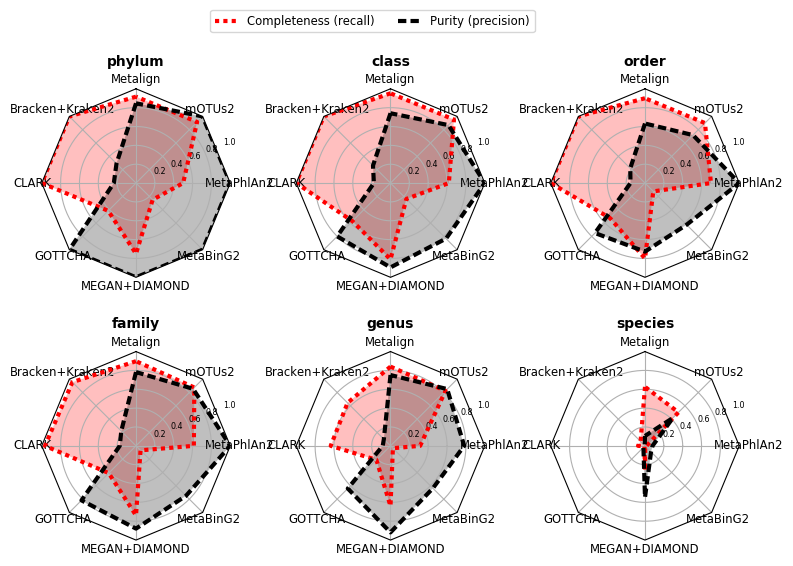 Completeness (recall) Purity (precision)
phylum class order
Metalign Metalign Metalign
Bracken+Kraken2 mOTUs2 Bracken+Kraken2 mOTUs2 Bracken+Kraken2 mOTUs2
0.2 0.4 0.6 0.8 1.0 0.2 0.4 0.6 0.8 1.0 0.2 0.4 0.6 0.8 1.0
CLARK MetaPhlAn2 CLARK MetaPhlAn2 CLARK MetaPhlAn2
GOTTCHA MetaBinG2 GOTTCHA MetaBinG2 GOTTCHA MetaBinG2
MEGAN+DIAMOND MEGAN+DIAMOND MEGAN+DIAMOND
family genus species
Metalign Metalign Metalign
Bracken+Kraken2 mOTUs2 Bracken+Kraken2 mOTUs2 Bracken+Kraken2 mOTUs2
0.2 0.4 0.6 0.8 1.0 0.2 0.4 0.6 0.8 1.0 0.2 0.4 0.6 0.8 1.0
CLARK MetaPhlAn2 CLARK MetaPhlAn2 CLARK MetaPhlAn2
GOTTCHA MetaBinG2 GOTTCHA MetaBinG2 GOTTCHA MetaBinG2
MEGAN+DIAMOND MEGAN+DIAMOND MEGAN+DIAMOND